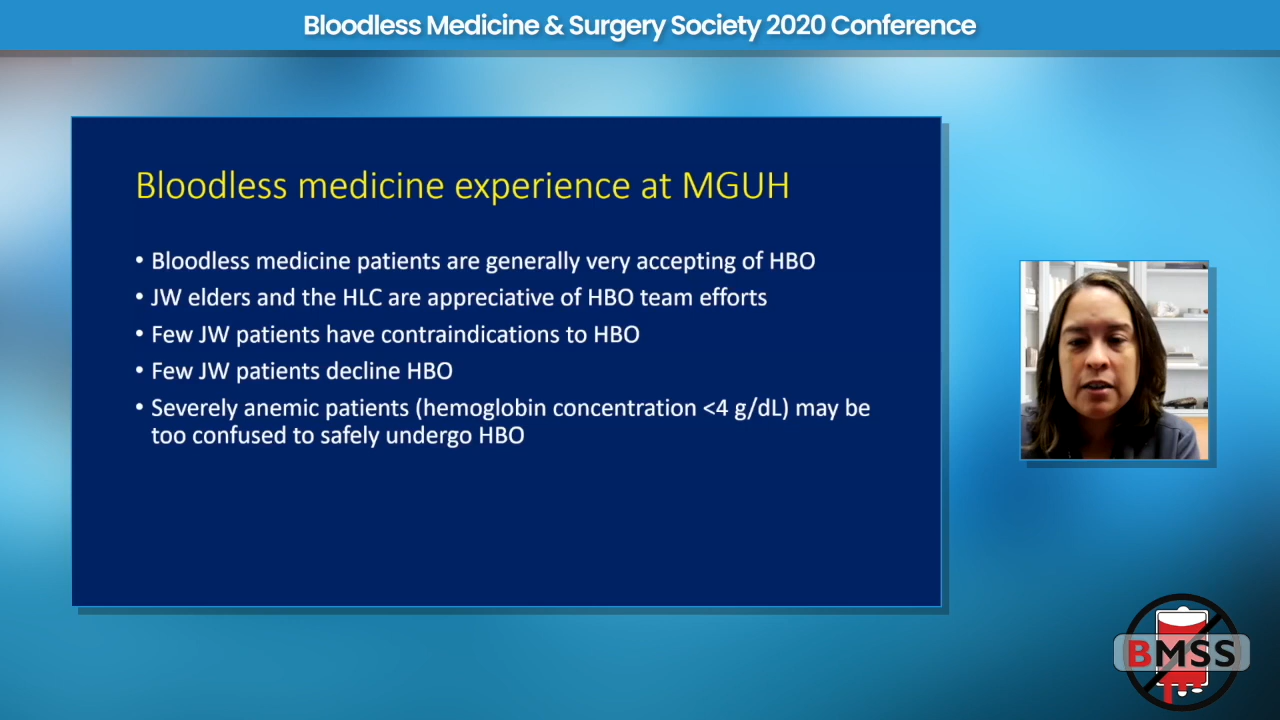 Bloodless Medicine & Surgery Society 2020 Conference
Bloodless medicine experience at MGUH
• Bloodless medicine patients are generally very accepting of HBO
• JW elders and the HLC are appreciative of HBO team efforts
• Few JW patients have contraindications to HBO
• Few JW patients decline HBO
• Severely anemic patients (hemoglobin concentration <4 g/dL) may be
too confused to safely undergo HBO
BMSS